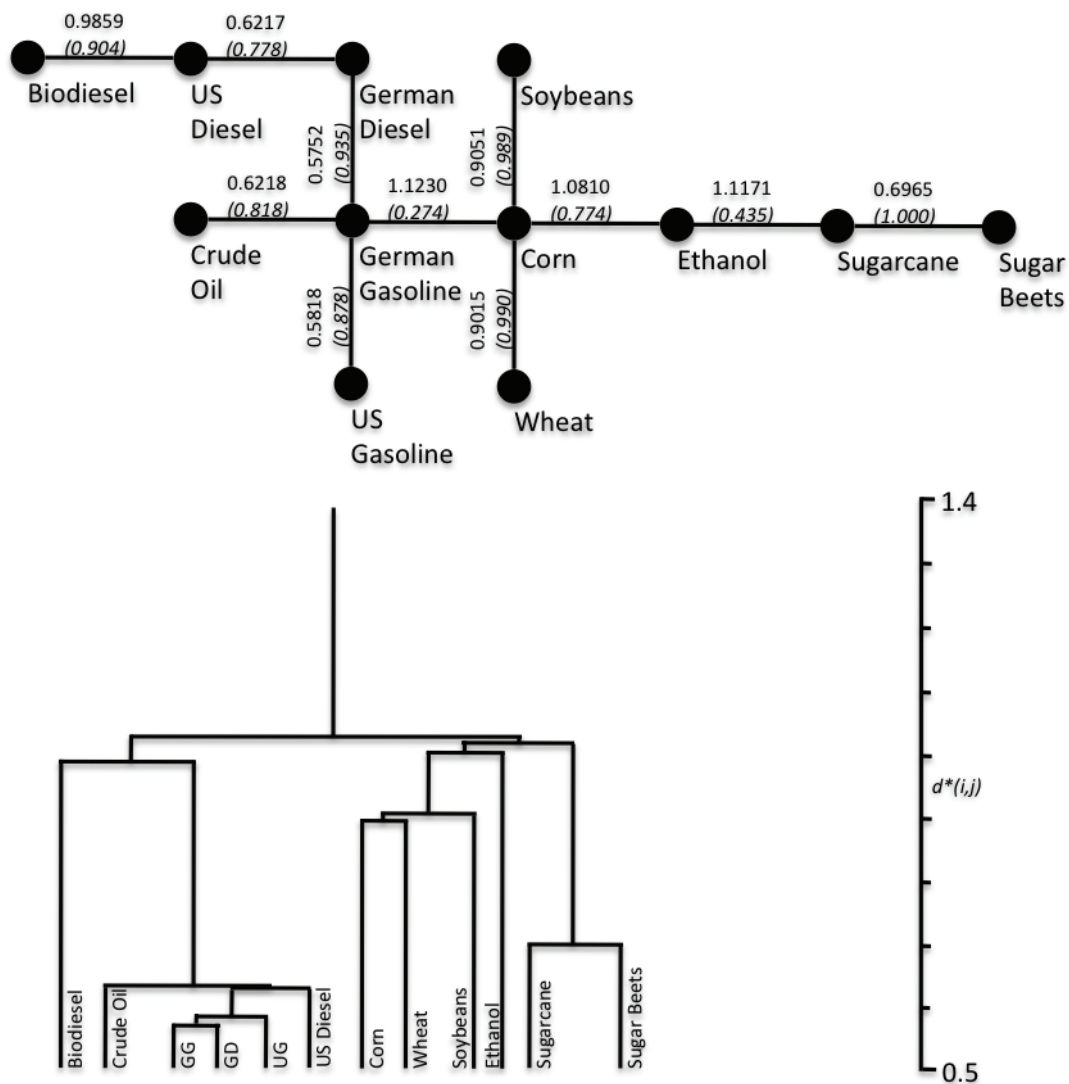 0.9859
(0.904)
0.6217
(0.778)
Biodiesel
US
Diesel
German
Diesel
Soybeans
0.5752
(0.935)
0.9051
(0.989)
0.6218
(0.818)
1.1230
(0.274)
1.0810
(0.774)
1.1171
(0.435)
0.6965
(1.000)
Crude
Oil
German
Gasoline
Corn
Ethanol
Sugarcane
Sugar
Beets
0.5818
(0.878)
0.9015
(0.990)
US
Gasoline
Wheat
1.4
d*(i,j)
0.5
Biodiesel
Crude Oil
GG
GD
UG
US Diesel
Corn
Wheat
Soybeans
Ethanol
Sugarcane
Sugar Beets